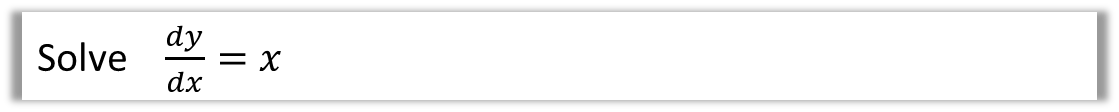 Solve dy/dx = x